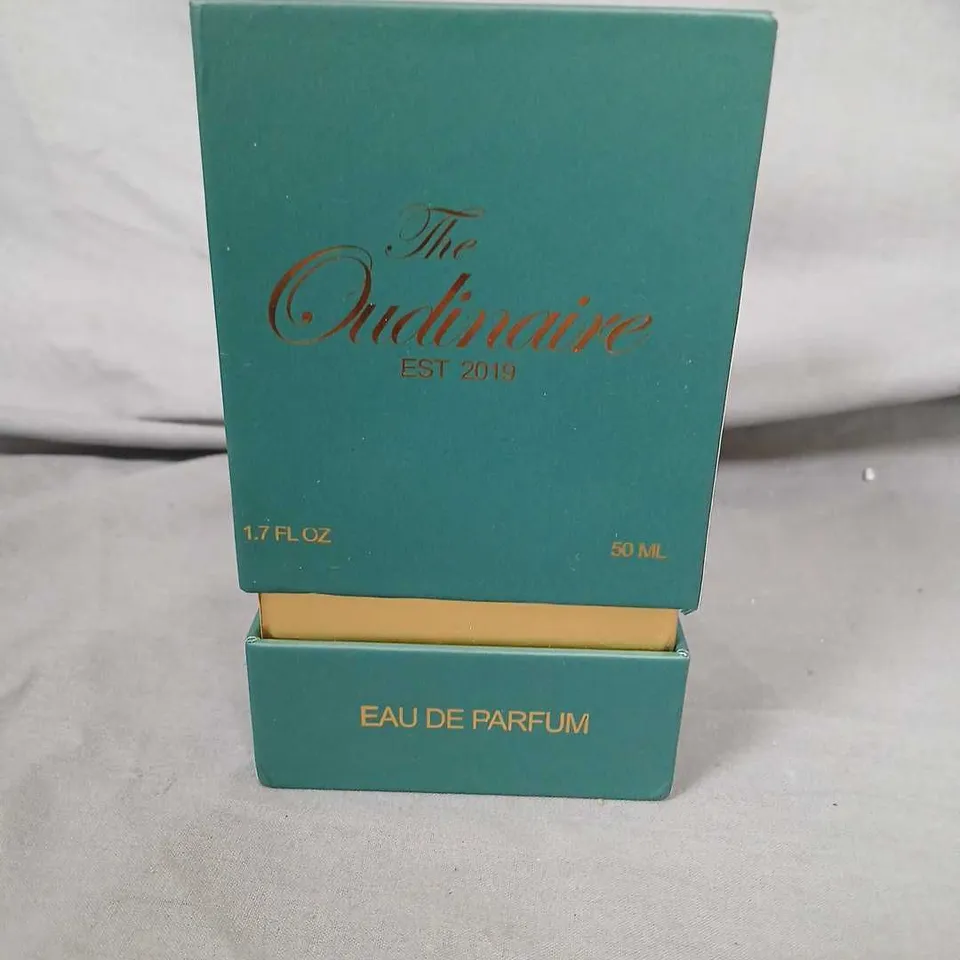 The
Oudinaire
EST 2019
1.7 FL OZ
50 ML
EAU DE PARFUM